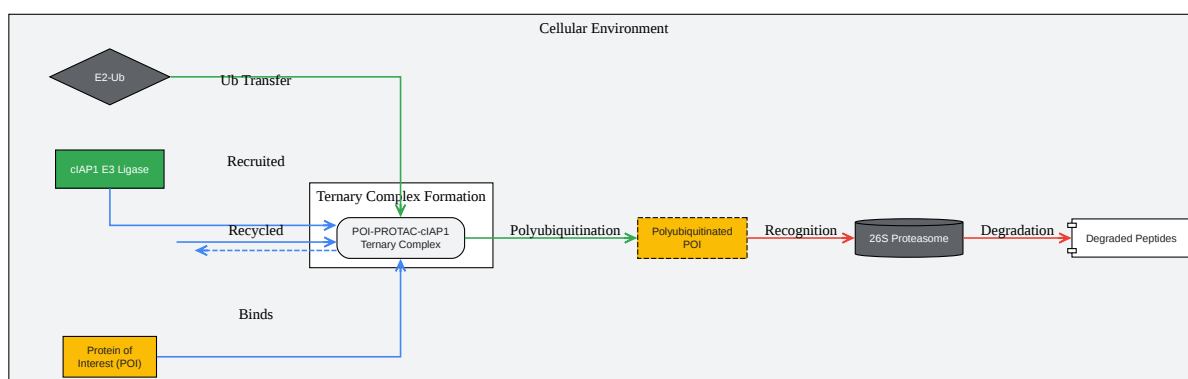 Cellular Environment
E2-Ub
Ub Transfer
cIAP1 E3 Ligase
Recruited
Ternary Complex Formation
POI-PROTAC-cIAP1
Ternary Complex
Recycled
Polyubiquitination
Polyubiquitinated
POI
Recognition
26S Proteasome
Degradation
Degraded Peptides
Binds
Protein of
Interest (POI)